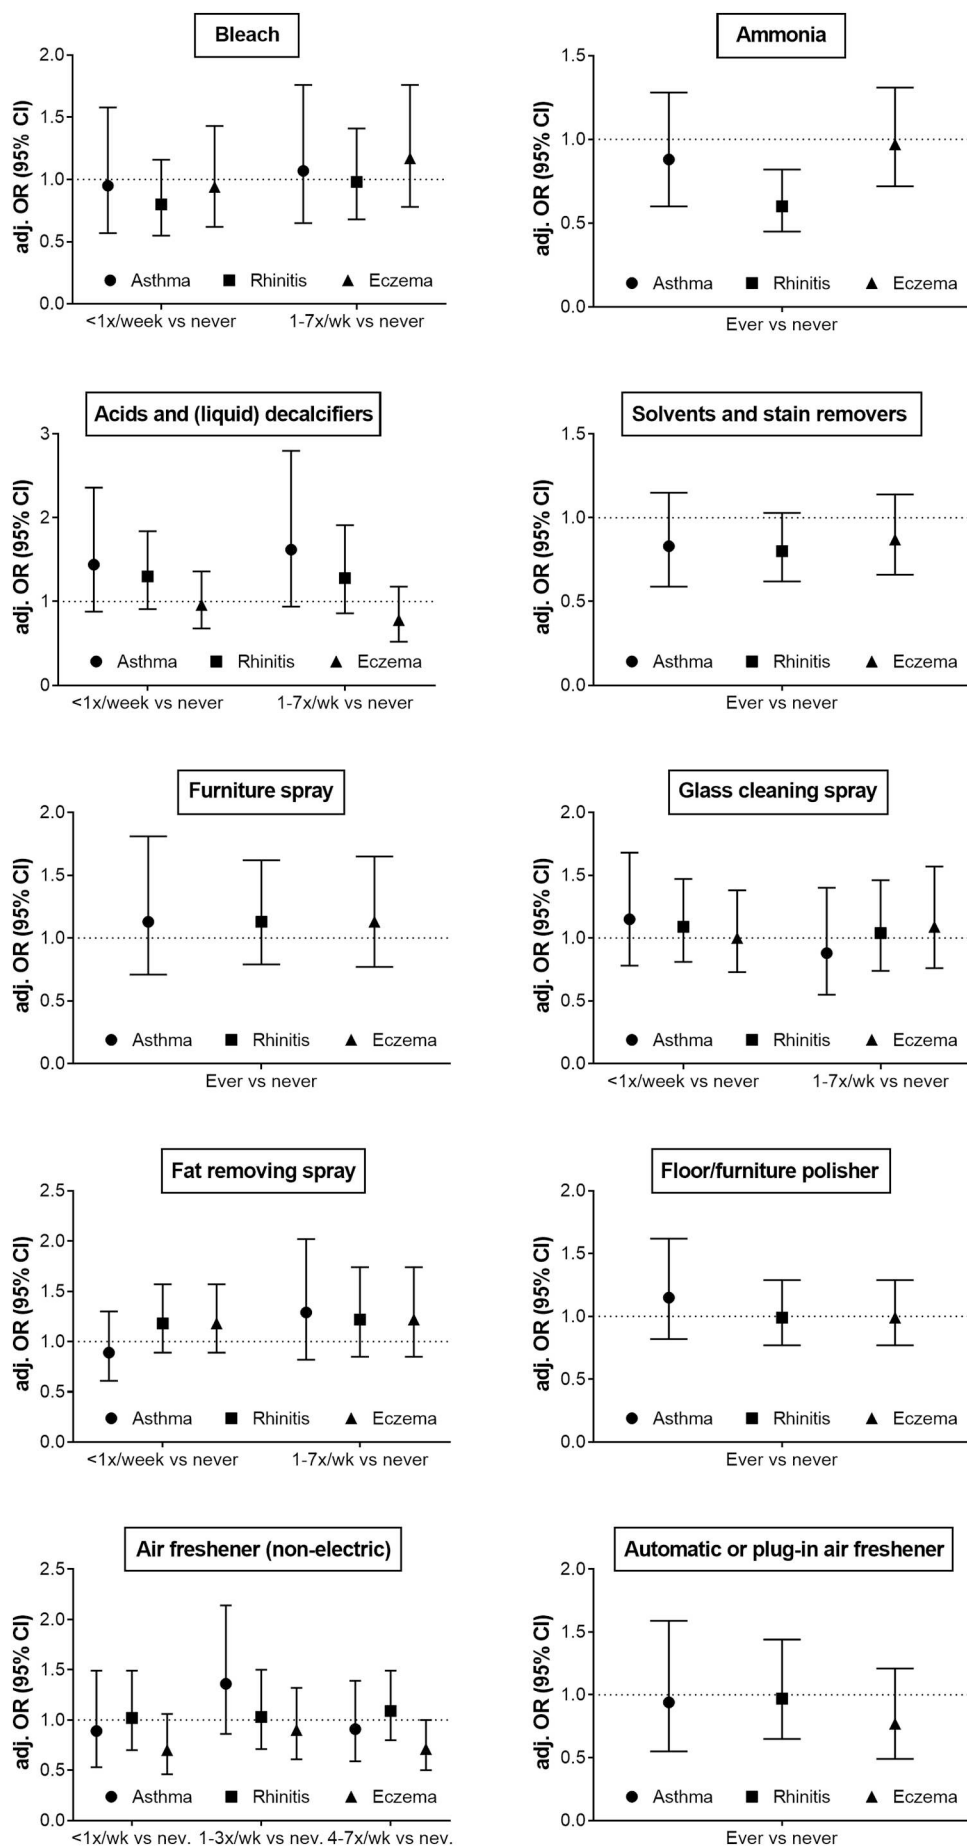 Bleach
adj. OR (95% CI)
2.0
1.5
1.0
0.5
0.0
Asthma Rhinitis Eczema
<1x/week vs never 1-7x/wk vs never
Ammonia
adj. OR (95% CI)
1.5
1.0
0.5
0.0
Asthma Rhinitis Eczema
Ever vs never
Acids and (liquid) decalcifiers
adj. OR (95% CI)
3
2
1
0
Asthma Rhinitis Eczema
<1x/week vs never 1-7x/wk vs never
Solvents and stain removers
adj. OR (95% CI)
1.5
1.0
0.5
0.0
Asthma Rhinitis Eczema
Ever vs never
Furniture spray
adj. OR (95% CI)
2.0
1.5
1.0
0.5
0.0
Asthma Rhinitis Eczema
Ever vs never
Glass cleaning spray
adj. OR (95% CI)
2.0
1.5
1.0
0.5
0.0
Asthma Rhinitis Eczema
<1x/week vs never 1-7x/wk vs never
Fat removing spray
adj. OR (95% CI)
2.5
2.0
1.5
1.0
0.5
0.0
Asthma Rhinitis Eczema
<1x/week vs never 1-7x/wk vs never
Floor/furniture polisher
adj. OR (95% CI)
2.0
1.5
1.0
0.5
0.0
Asthma Rhinitis Eczema
Ever vs never
Air freshener (non-electric)
adj. OR (95% CI)
2.5
2.0
1.5
1.0
0.5
0.0
Asthma Rhinitis Eczema
<1x/wk vs nev. 1-3x/wk vs nev. 4-7x/wk vs nev.
Automatic or plug-in air freshener
adj. OR (95% CI)
2.0
1.5
1.0
0.5
0.0
Asthma Rhinitis Eczema
Ever vs never